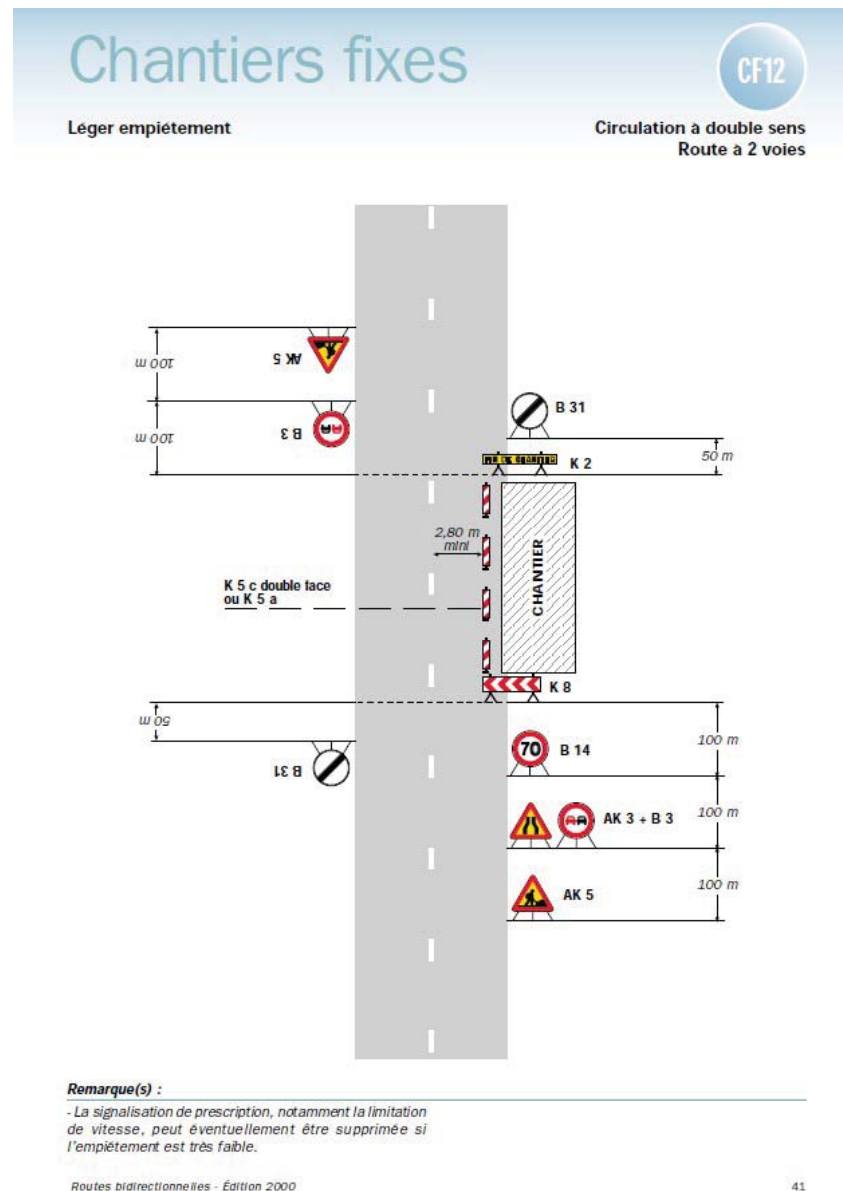 Chantiers fixes
CF12
Léger empiétement
Circulation à double sens
Route à 2 voies
AK 5
100 m
B 3
100 m
B 31
50 m
K 2
2,80 m
mini
CHANTIER
K 5 c double face
ou K 5 a
K 8
50 m
B 31
70
B 14
100 m
AK 3 + B 3
100 m
AK 5
100 m
Remarque(s) :
- La signalisation de prescription, notamment la limitation
de vitesse, peut éventuellement être supprimée si
l'empiétement est très faible.
Routes bidirectionnelles - Édition 2000
41